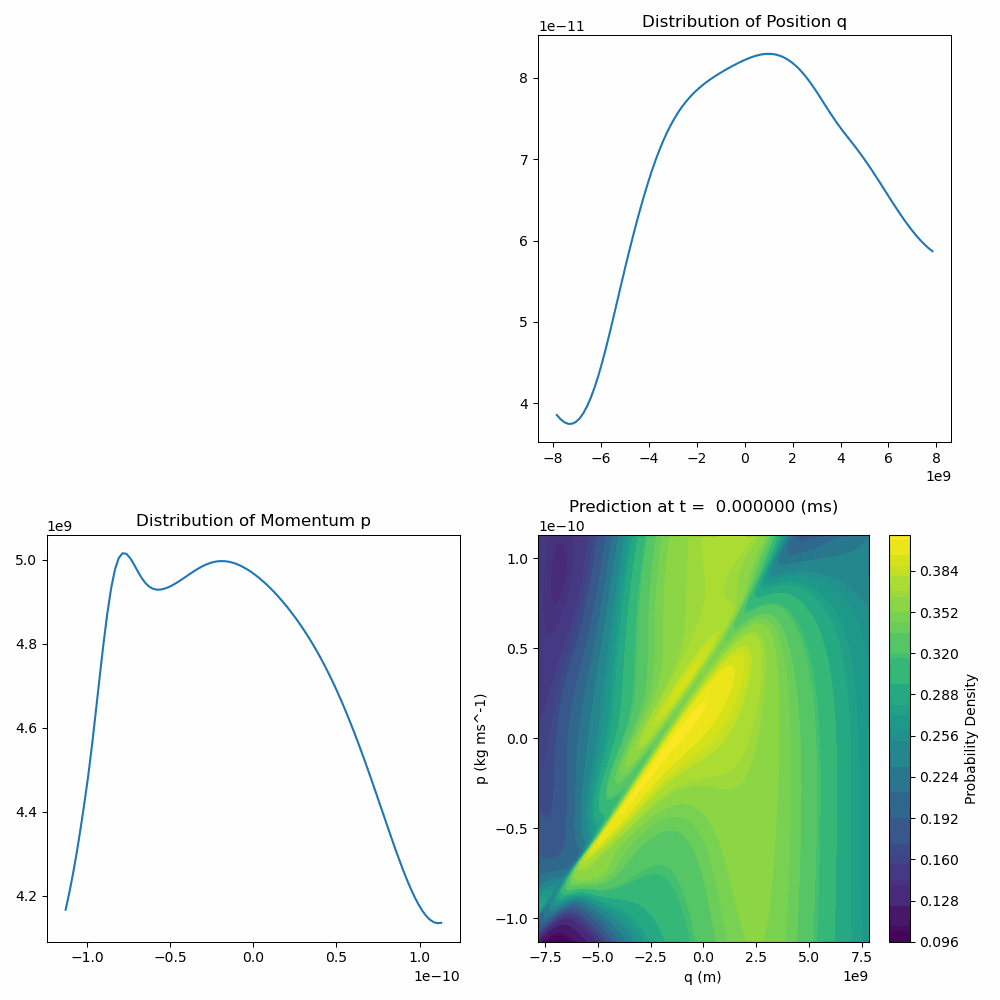 Distribution of Position q
1e−11
8
7
6
5
4
−8 −6 −4 −2 0 2 4 6 8
1e9
Distribution of Momentum p
1e9
5.0
4.8
4.6
4.4
4.2
−1.0 −0.5 0.0 0.5 1.0
1e−10
Prediction at t =  0.000000 (ms)
1e−10
1.0
0.5
0.0
−0.5
−1.0
p (kg ms^-1)
−7.5 −5.0 −2.5 0.0 2.5 5.0 7.5
q (m)
1e9
0.384
0.352
0.320
0.288
0.256
0.224
0.192
0.160
0.128
0.096
Probability Density